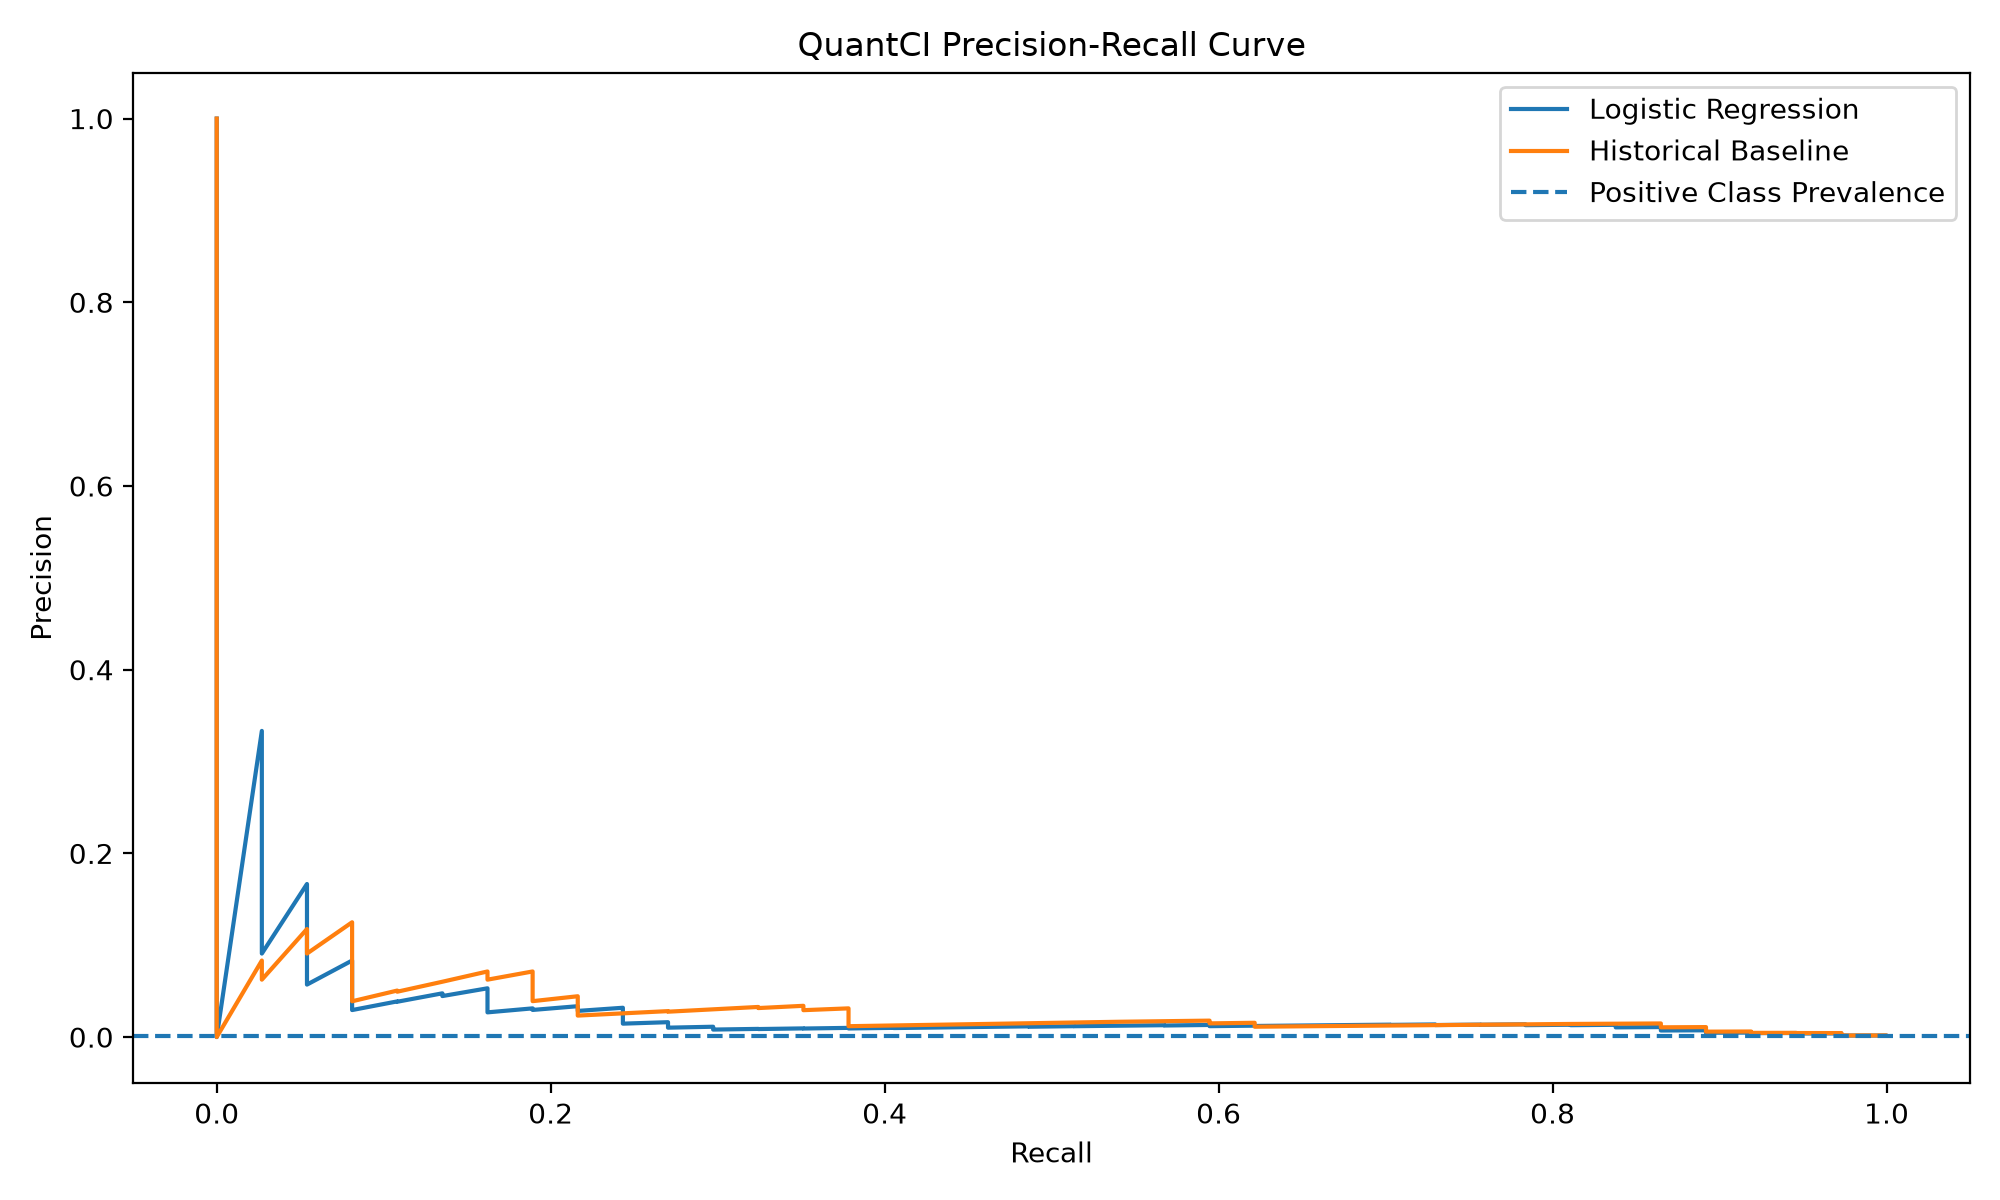 QuantCI Precision-Recall Curve
Logistic Regression
Historical Baseline
Positive Class Prevalence
1.0
0.8
0.6
0.4
0.2
0.0
Precision
0.0 0.2 0.4 0.6 0.8 1.0
Recall